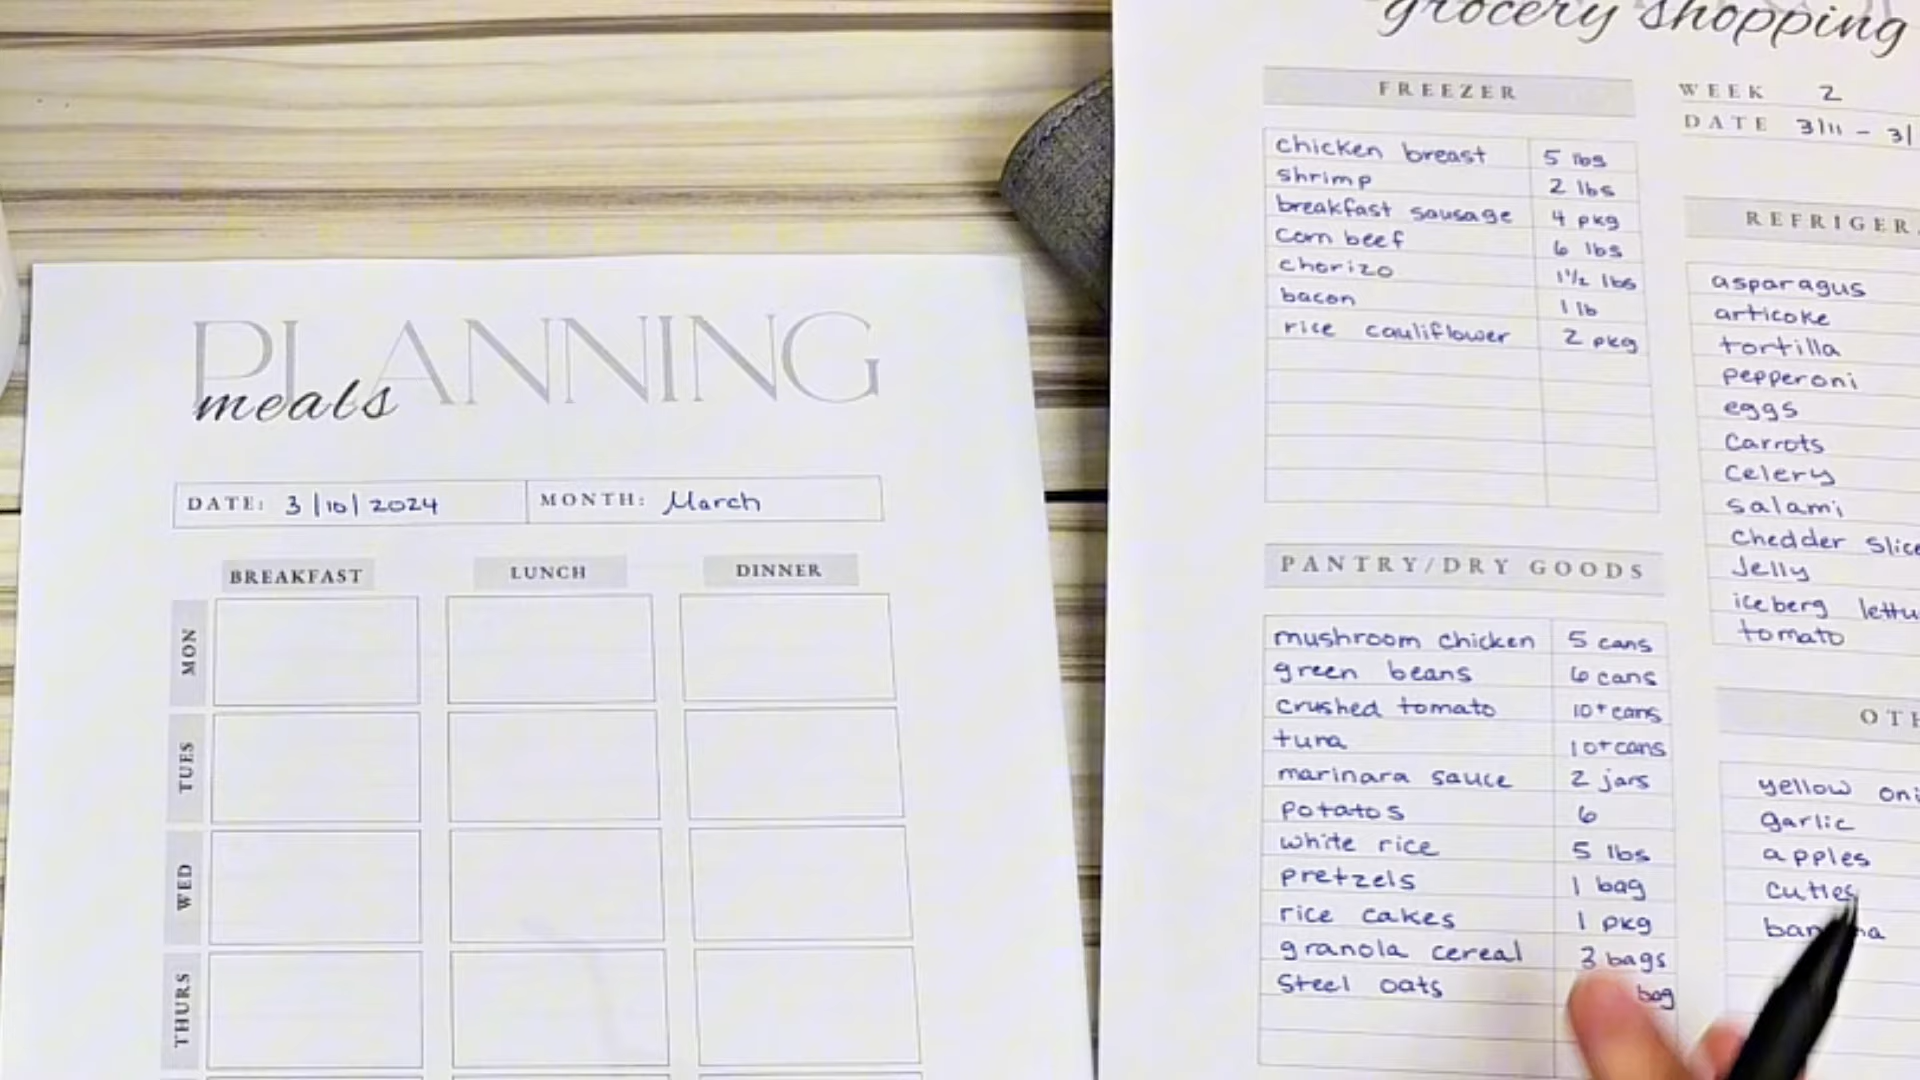 PLANNING
meals
DATE: 3/10/2024 MONTH: March
BREAKFAST LUNCH DINNER
MON
TUES
WED
THURS
grocery shopping
FREEZER
chicken breast 5 lbs
shrimp 2 lbs
breakfast sausage 4 pkg
corn beef 6 lbs
chorizo 1½ lbs
bacon 1 lb
rice cauliflower 2 pkg
PANTRY/DRY GOODS
mushroom chicken 5 cans
green beans 6 cans
crushed tomato 10+ cans
tuna 10+ cans
marinara sauce 2 jars
potatos 6
white rice 5 lbs
pretzels 1 bag
rice cakes 1 pkg
granola cereal 3 bags
Steel oats bag
WEEK 2
DATE 3/11 - 3/
REFRIGER
asparagus
articoke
tortilla
pepperoni
eggs
Carrots
Celery
salami
Chedder Slice
Jelly
iceberg lettu
tomato
OTH
yellow oni
garlic
apples
cuties